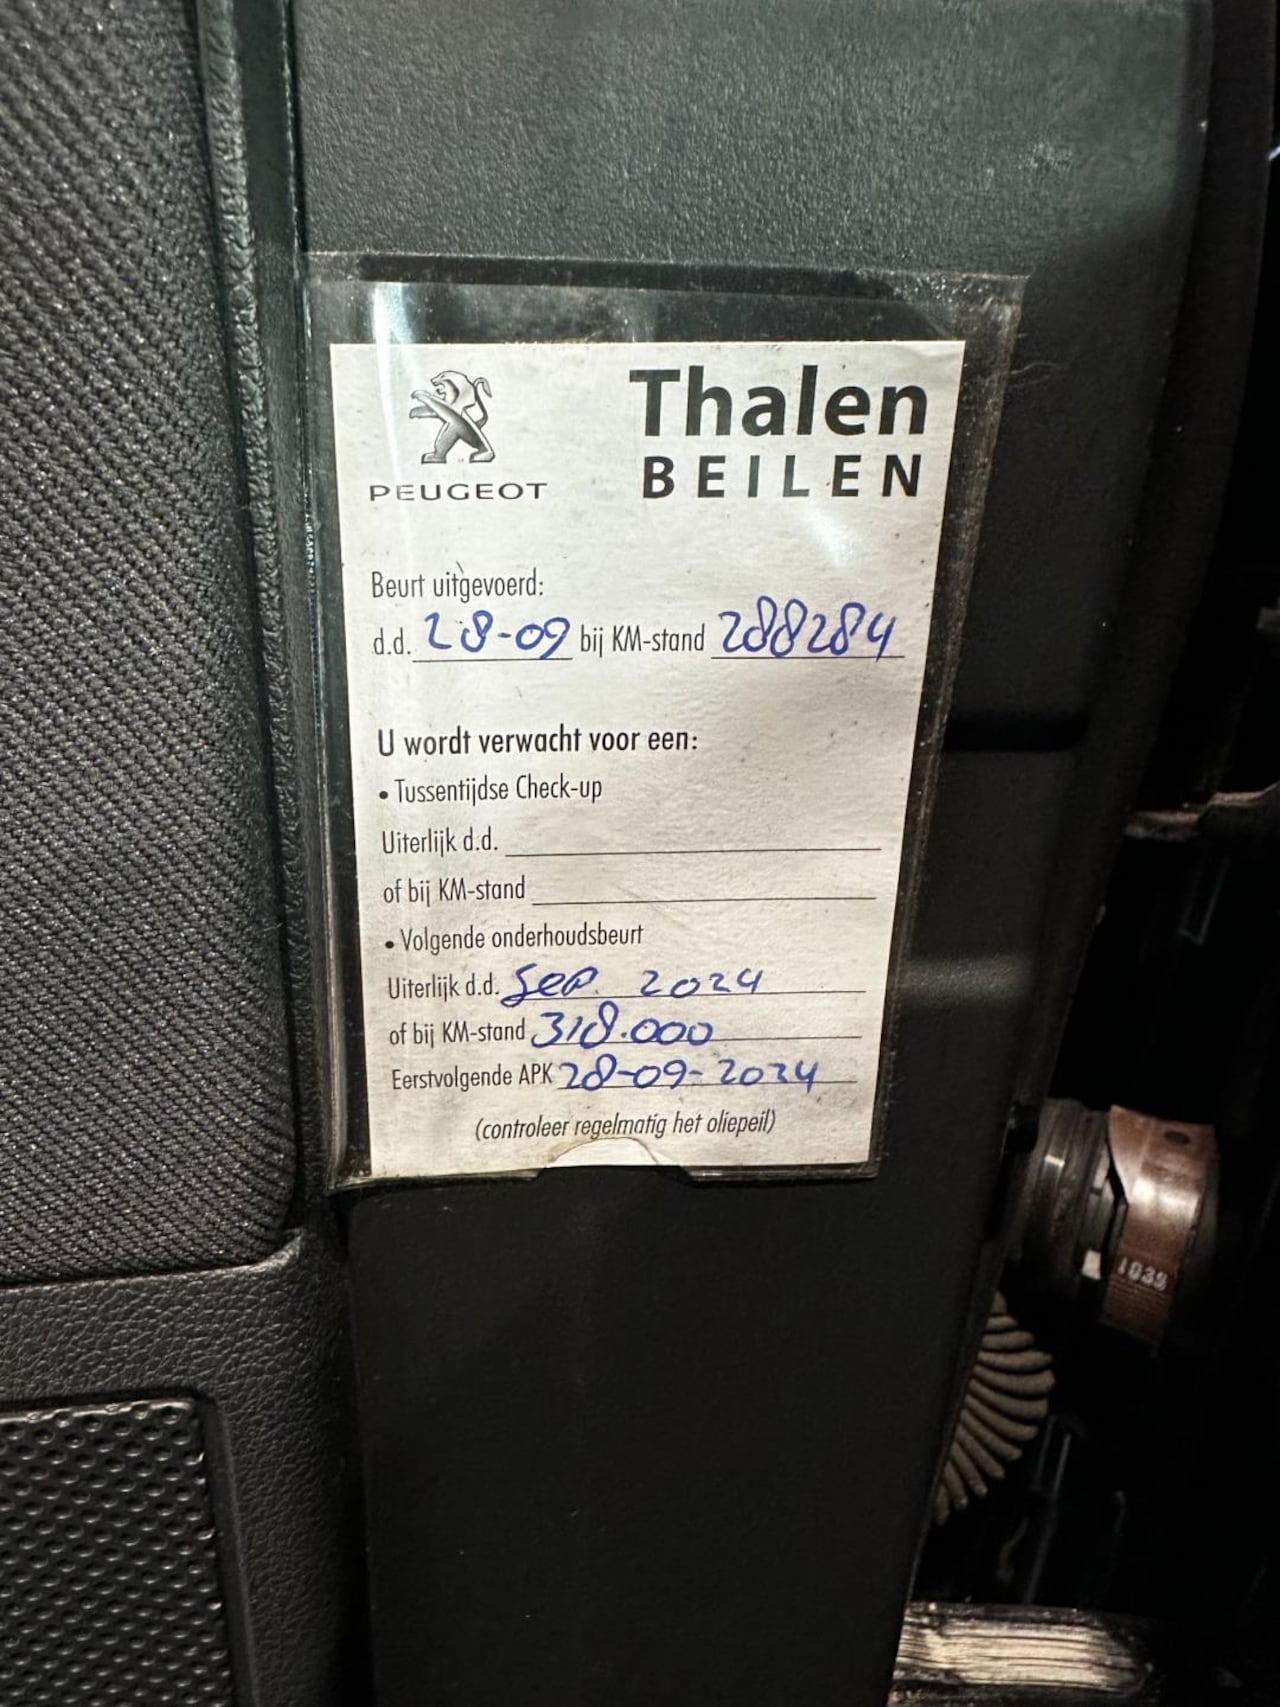 PEUGEOT
Thalen
BEILEN
Beurt uitgevoerd:
d.d. 28-09 bij KM-stand 288284
U wordt verwacht voor een:
• Tussentijdse Check-up
Uiterlijk d.d.
of bij KM-stand
• Volgende onderhoudsbeurt
Uiterlijk d.d. Sep. 2024
of bij KM-stand 318.000
Eerstvolgende APK 28-09-2024
(controleer regelmatig het oliepeil)
1035